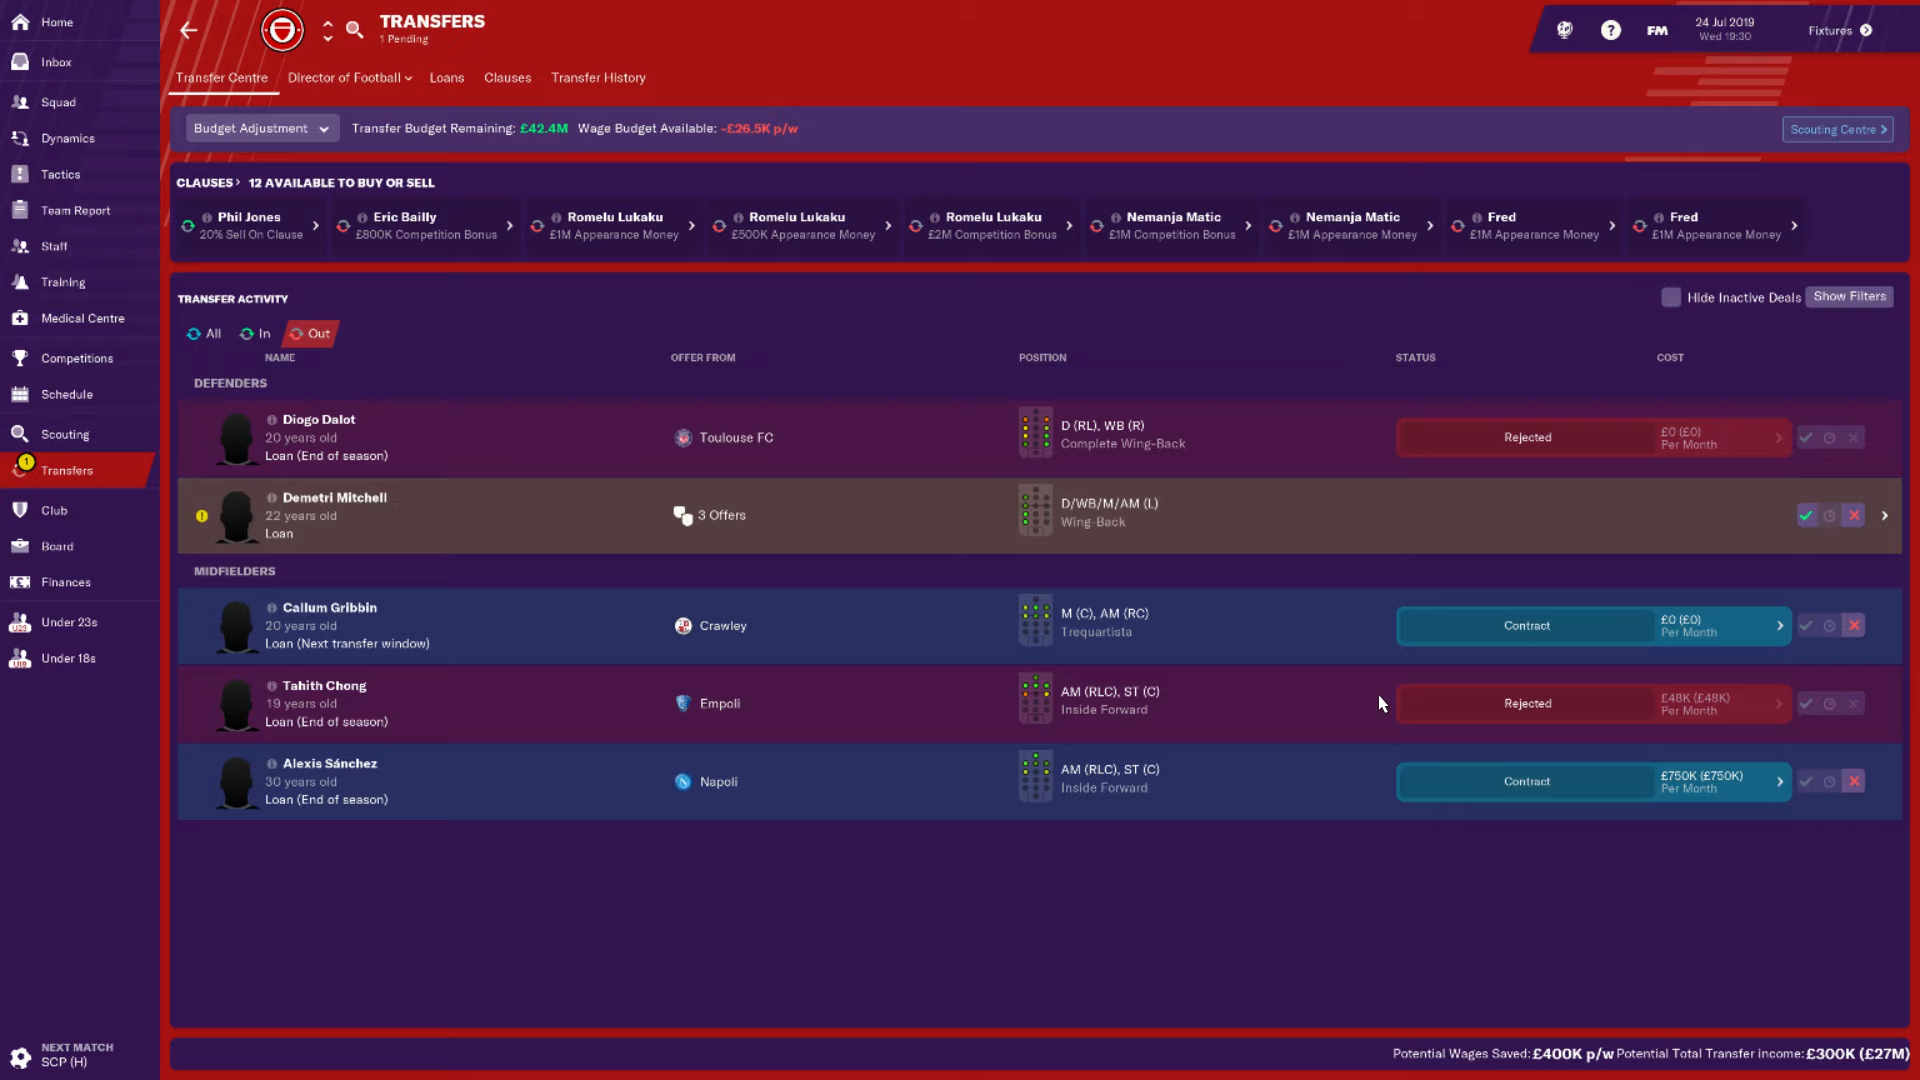 Home
Inbox
Squad
Dynamics
Tactics
Team Report
Staff
Training
Medical Centre
Competitions
Schedule
Scouting
1
Transfers
Club
Board
Finances
U23
Under 23s
U18
Under 18s
NEXT MATCH
SCP (H)
TRANSFERS
1 Pending
?
FM
24 Jul 2019
Wed 19:30
Fixtures
Transfer Centre
Director of Football
Loans
Clauses
Transfer History
Budget Adjustment
Transfer Budget Remaining: £42.4M
Wage Budget Available: -£26.5K p/w
Scouting Centre
CLAUSES
12 AVAILABLE TO BUY OR SELL
Phil Jones
20% Sell On Clause
Eric Bailly
£800K Competition Bonus
Romelu Lukaku
£1M Appearance Money
Romelu Lukaku
£500K Appearance Money
Romelu Lukaku
£2M Competition Bonus
Nemanja Matic
£1M Competition Bonus
Nemanja Matic
£1M Appearance Money
Fred
£1M Appearance Money
Fred
£1M Appearance Money
TRANSFER ACTIVITY
Hide Inactive Deals
Show Filters
All
In
Out
NAME
OFFER FROM
POSITION
STATUS
COST
DEFENDERS
Diogo Dalot
20 years old
Loan (End of season)
Toulouse FC
D (RL), WB (R)
Complete Wing-Back
Rejected
£0 (£0)
Per Month
Demetri Mitchell
22 years old
Loan
3 Offers
D/WB/M/AM (L)
Wing-Back
MIDFIELDERS
Callum Gribbin
20 years old
Loan (Next transfer window)
Crawley
M (C), AM (RC)
Trequartista
Contract
£0 (£0)
Per Month
Tahith Chong
19 years old
Loan (End of season)
Empoli
AM (RLC), ST (C)
Inside Forward
Rejected
£48K (£48K)
Per Month
Alexis Sánchez
30 years old
Loan (End of season)
Napoli
AM (RLC), ST (C)
Inside Forward
Contract
£750K (£750K)
Per Month
Potential Wages Saved: £400K p/w Potential Total Transfer income: £300K (£27M)